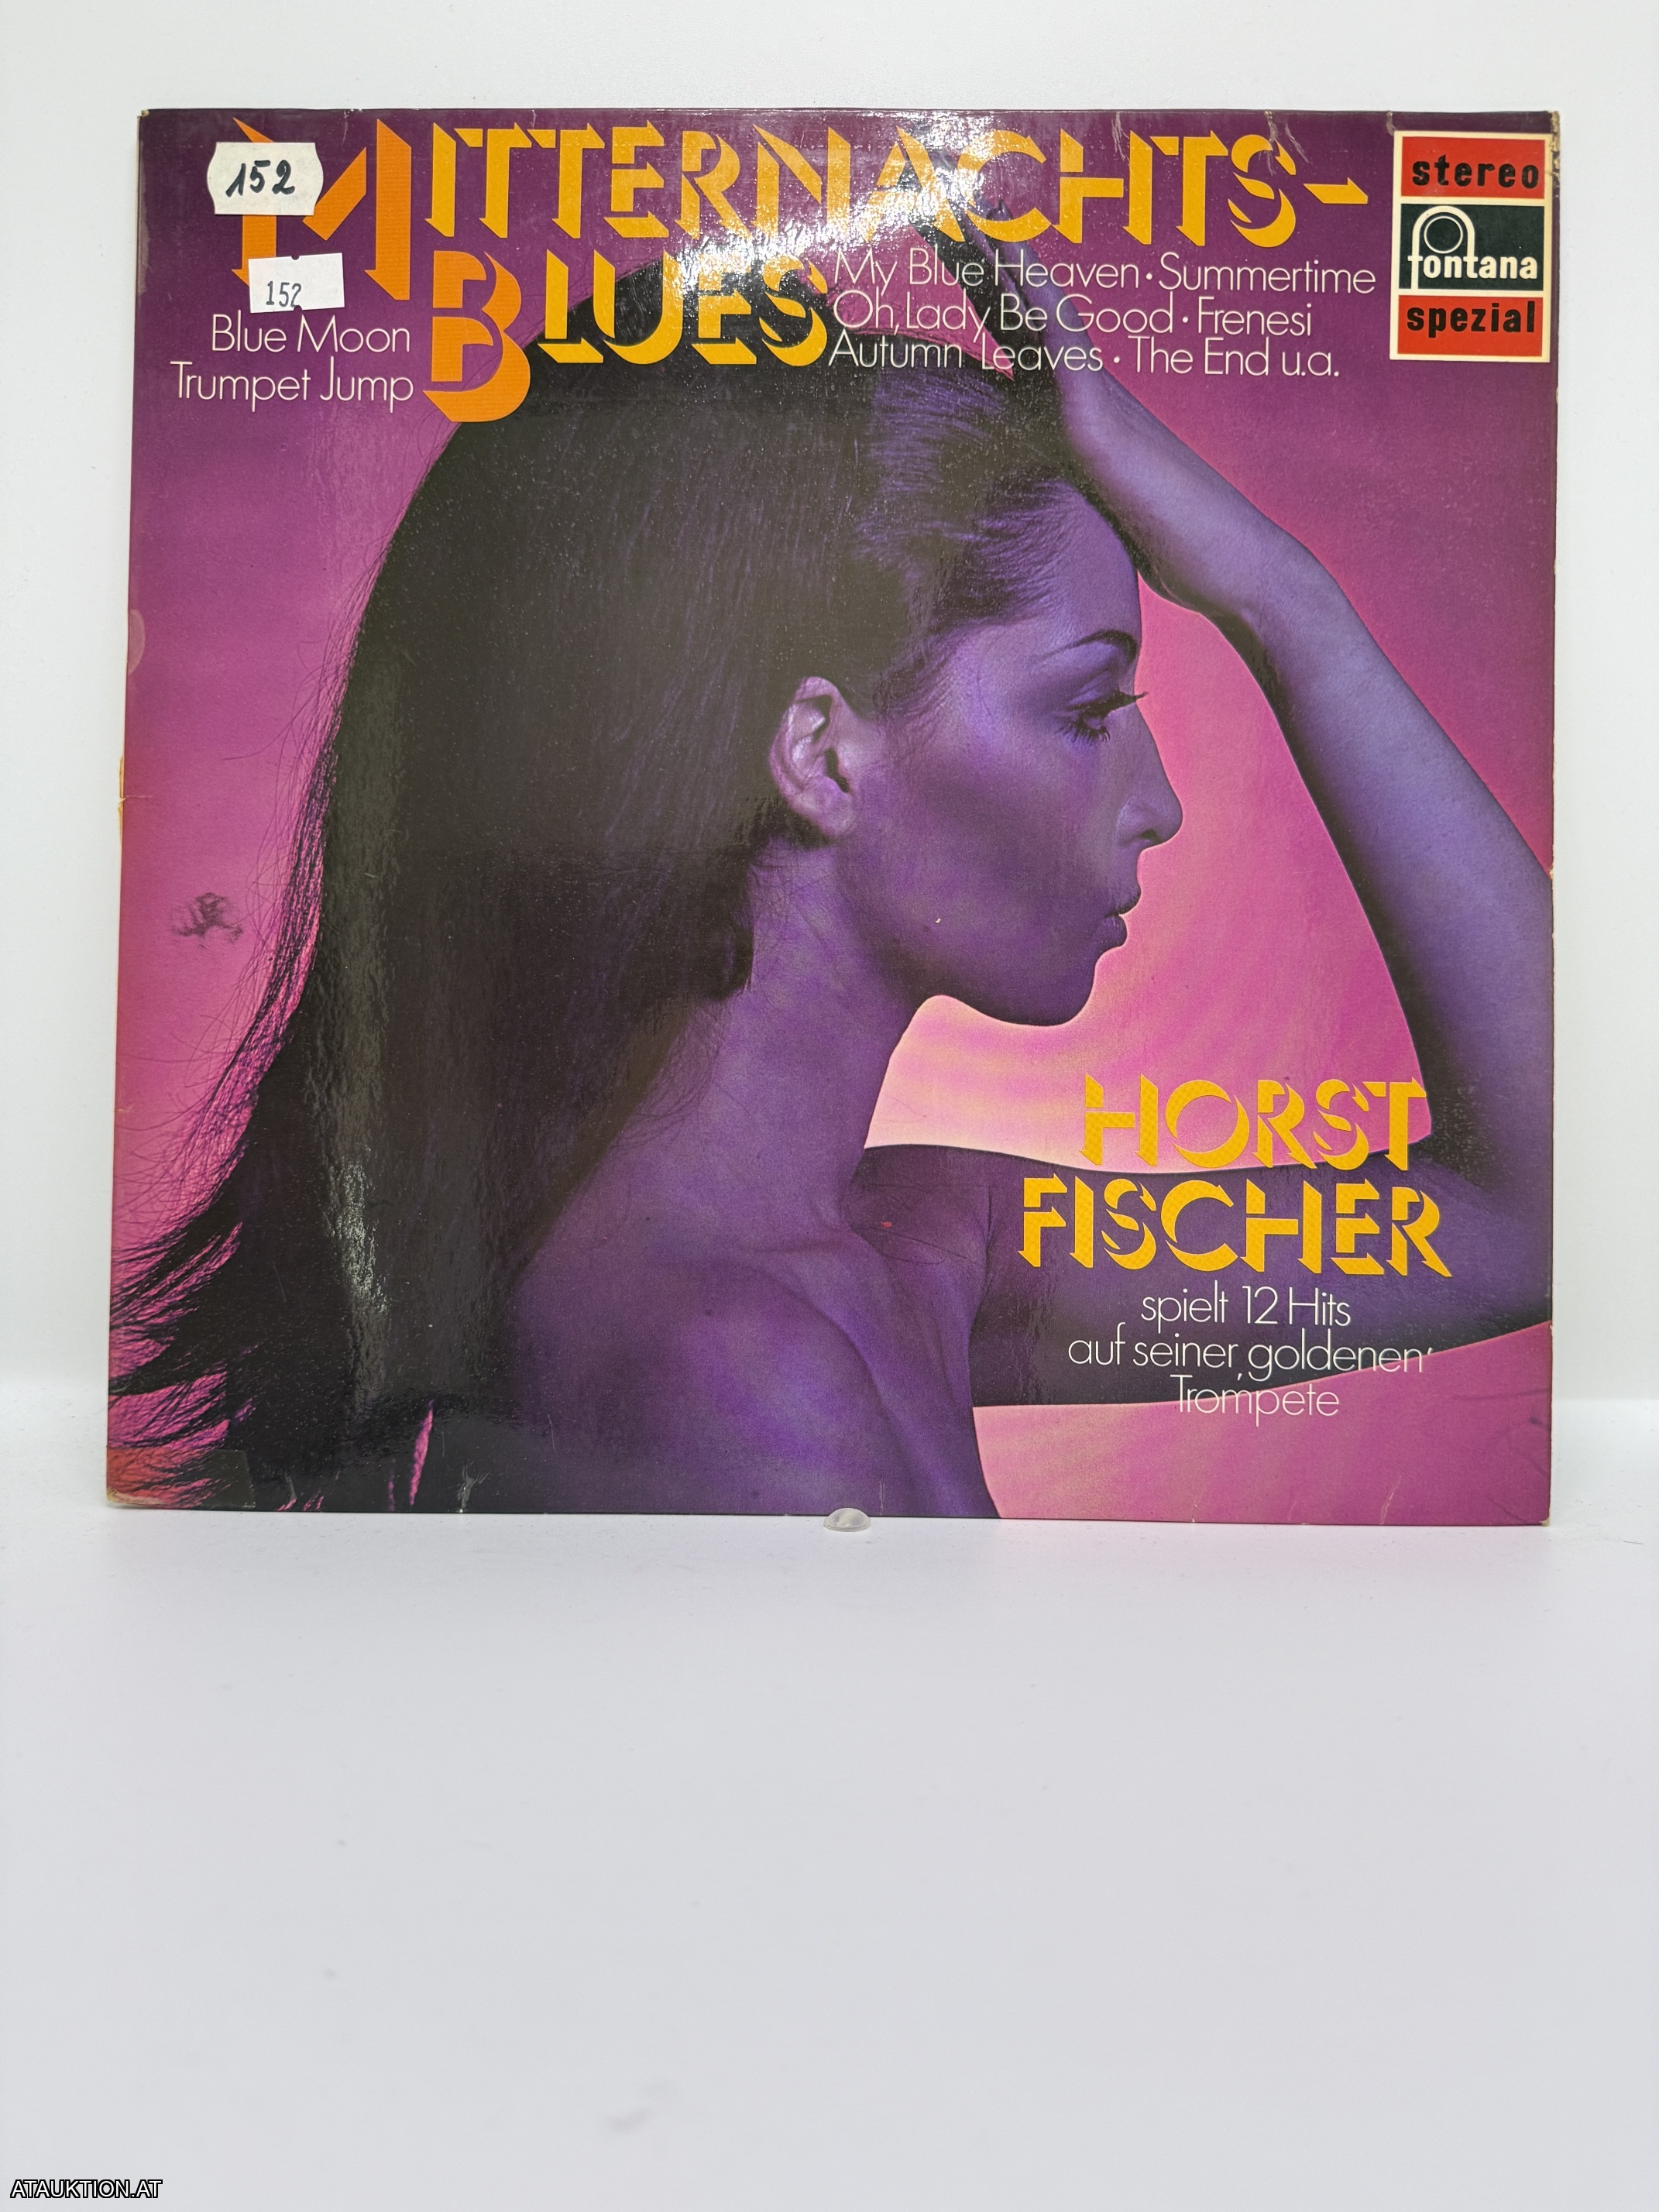 152
152
MITTERNACHTS-
BLUES
Blue Moon
Trumpet Jump
My Blue Heaven · Summertime
Oh, Lady Be Good · Frenesi
Autumn Leaves · The End u.a.
stereo
fontana
spezial
HORST
FISCHER
spielt 12 Hits
auf seiner ‚goldenen‘
Trompete
ATAUKTION.AT